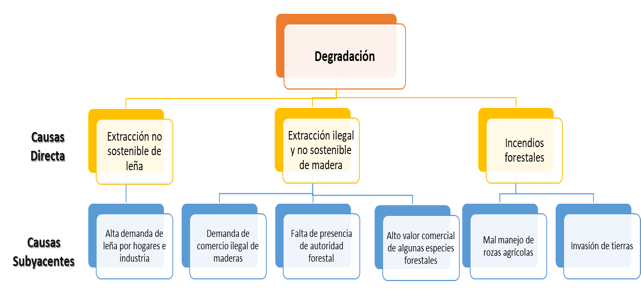 Degradación
Causas
Directa
Extracción no
sostenible de
leña
Extracción ilegal
y no sostenible
de madera
Incendios
forestales
Causas
Subyacentes
Alta demanda de
leña por hogares e
industria
Demanda de
comercio ilegal de
maderas
Falta de presencia
de autoridad
forestal
Alto valor comercial
de algunas especies
forestales
Mal manejo de
rozas agrícolas
Invasión de tierras